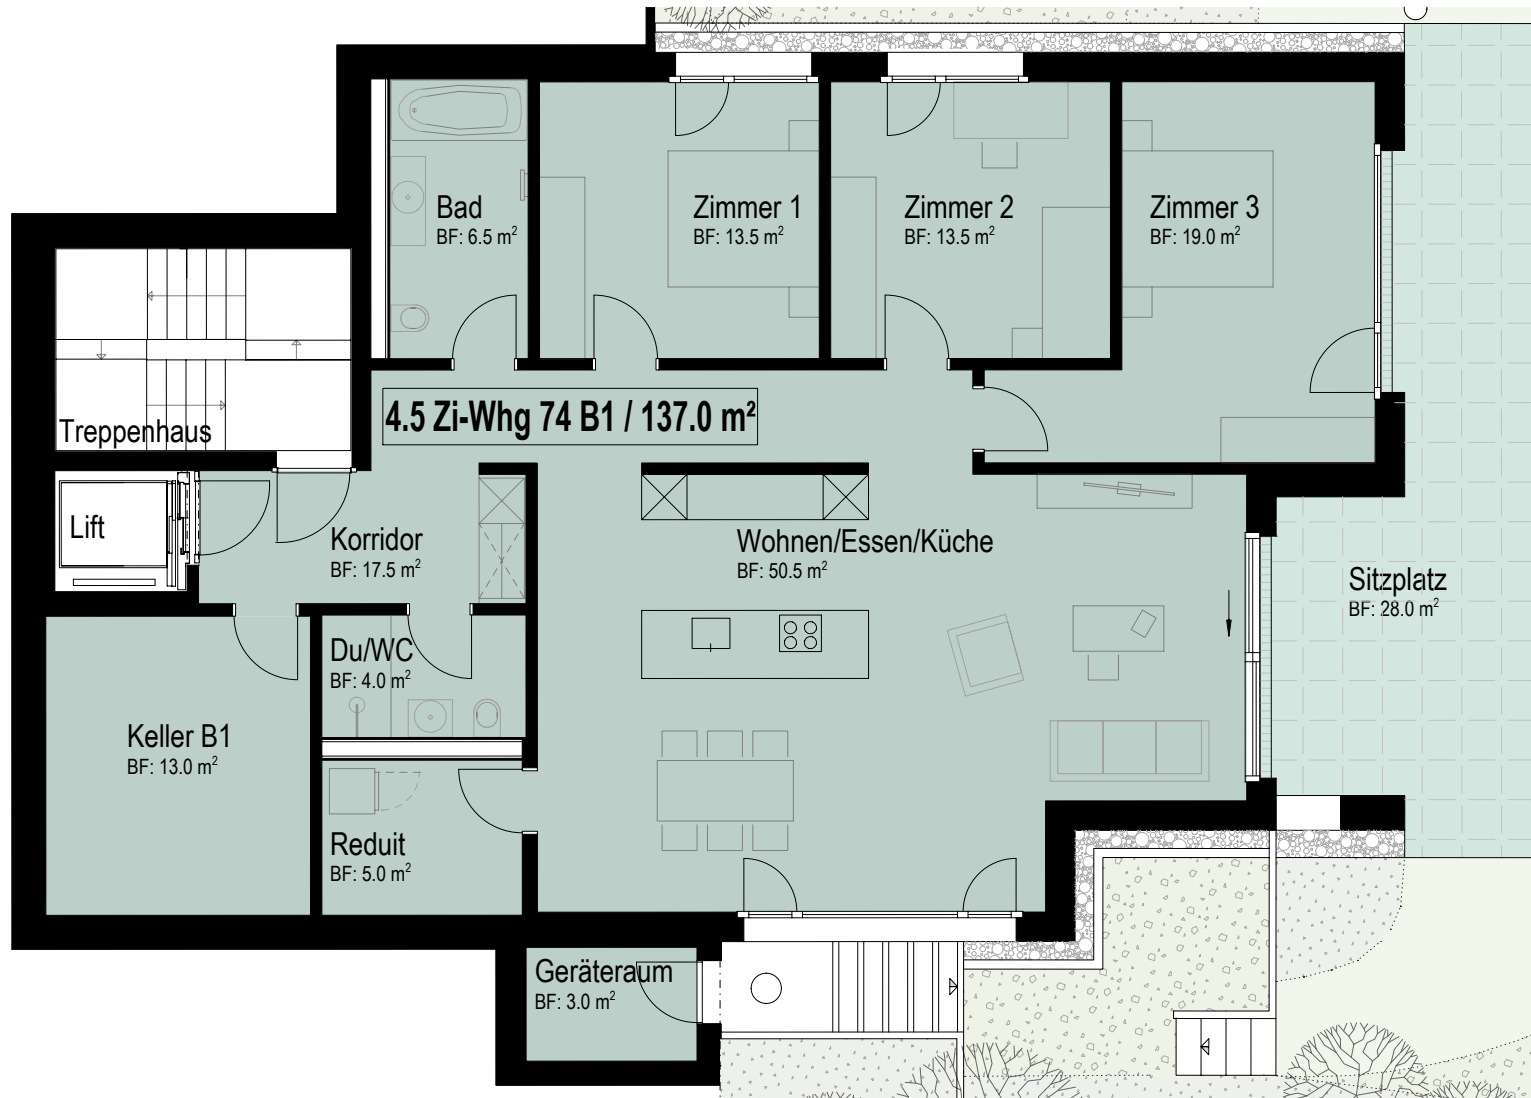 Bad
BF: 6.5 m²
Zimmer 1
BF: 13.5 m²
Zimmer 2
BF: 13.5 m²
Zimmer 3
BF: 19.0 m²
4.5 Zi-Whg 74 B1 / 137.0 m²
Treppenhaus
Lift
Korridor
BF: 17.5 m²
Wohnen/Essen/Küche
BF: 50.5 m²
Sitzplatz
BF: 28.0 m²
Du/WC
BF: 4.0 m²
Keller B1
BF: 13.0 m²
Reduit
BF: 5.0 m²
Geräteraum
BF: 3.0 m²